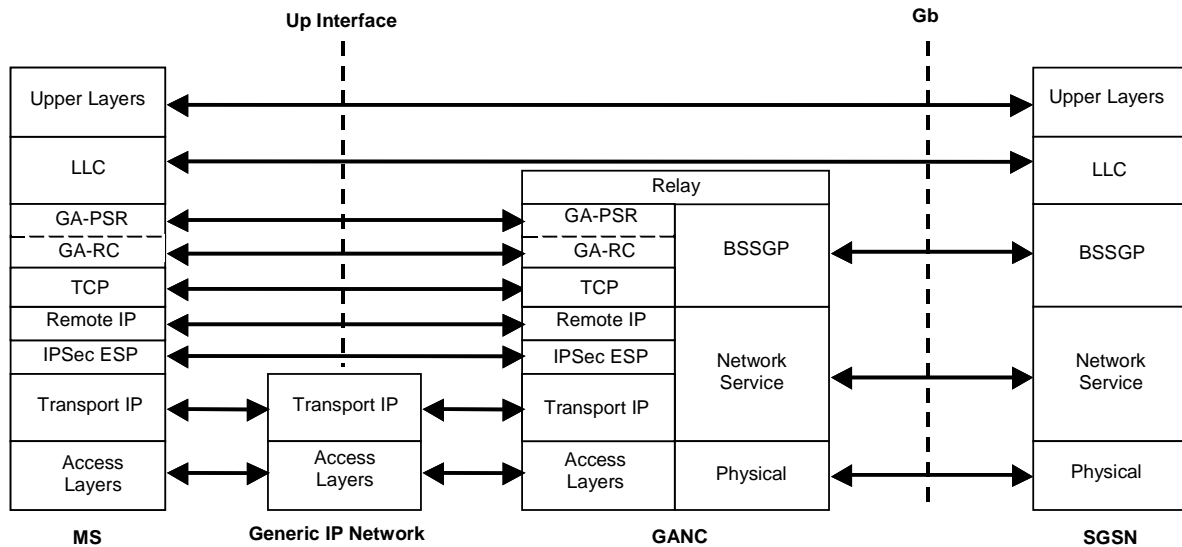 Up Interface
Gb
Upper Layers
Upper Layers
LLC
LLC
Relay
GA-PSR
GA-PSR
GA-RC
GA-RC
BSSGP
BSSGP
TCP
TCP
Remote IP
Remote IP
IPSec ESP
IPSec ESP
Network
Service
Network
Service
Transport IP
Transport IP
Transport IP
Access
Layers
Access
Layers
Access
Layers
Physical
Physical
MS
Generic IP Network
GANC
SGSN